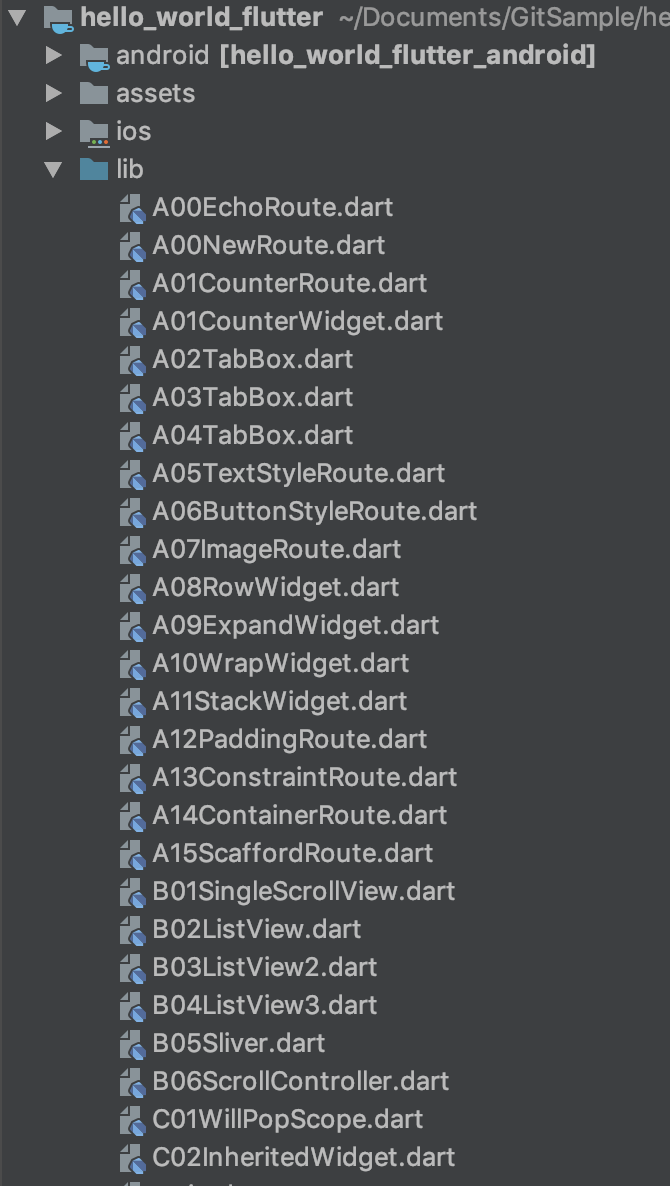 hello_world_flutter ~/Documents/GitSample/he
android [hello_world_flutter_android]
assets
ios
lib
A00EchoRoute.dart
A00NewRoute.dart
A01CounterRoute.dart
A01CounterWidget.dart
A02TabBox.dart
A03TabBox.dart
A04TabBox.dart
A05TextStyleRoute.dart
A06ButtonStyleRoute.dart
A07ImageRoute.dart
A08RowWidget.dart
A09ExpandWidget.dart
A10WrapWidget.dart
A11StackWidget.dart
A12PaddingRoute.dart
A13ConstraintRoute.dart
A14ContainerRoute.dart
A15ScaffordRoute.dart
B01SingleScrollView.dart
B02ListView.dart
B03ListView2.dart
B04ListView3.dart
B05Sliver.dart
B06ScrollController.dart
C01WillPopScope.dart
C02InheritedWidget.dart